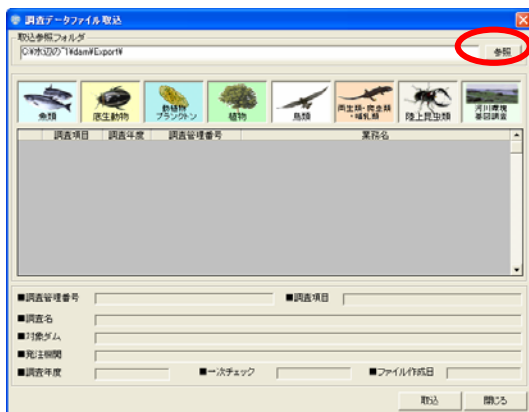 調査データファイル取込
取込参照フォルダ
C:¥水辺の~1¥dam¥Export¥
参照
魚類
底生動物
動植物
プランクトン
植物
鳥類
両生類・爬虫類
・哺乳類
陸上昆虫類
河川環境
基図調査
調査項目 調査年度 調査管理番号 業務名
■調査管理番号 ■調査項目
■調査名
■対象ダム
■発注機関
■調査年度 ■一次チェック ■ファイル作成日
取込 閉じる